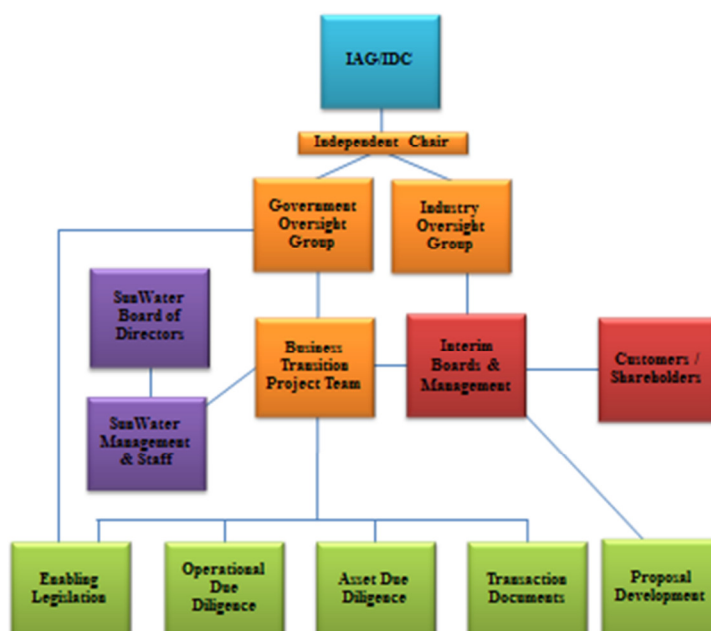 IAG/IDC
Independent Chair
Government
Oversight
Group
Industry
Oversight
Group
SunWater
Board of
Directors
Business
Transition
Project Team
Interim
Boards &
Management
Customers /
Shareholders
SunWater
Management
& Staff
Enabling
Legislation
Operational
Due
Diligence
Asset Due
Diligence
Transaction
Documents
Proposal
Development